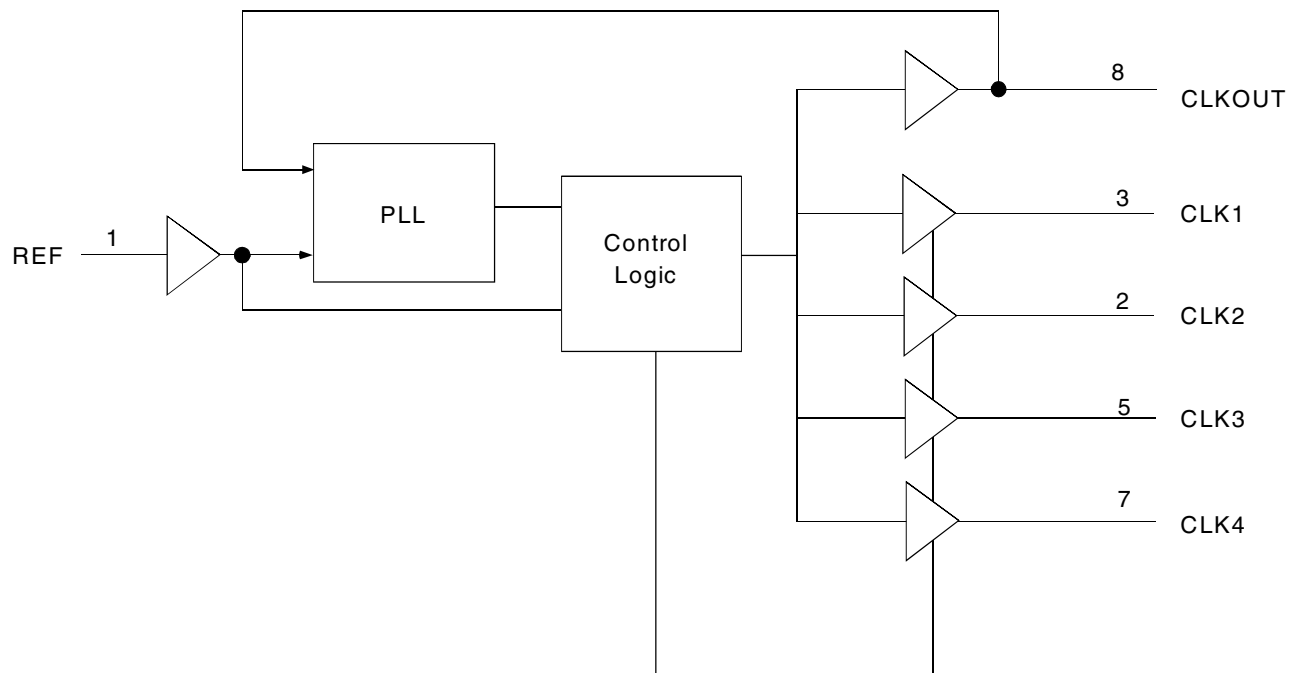 8
CLKOUT
PLL
3
CLK1
REF
1
Control
Logic
2
CLK2
5
CLK3
7
CLK4